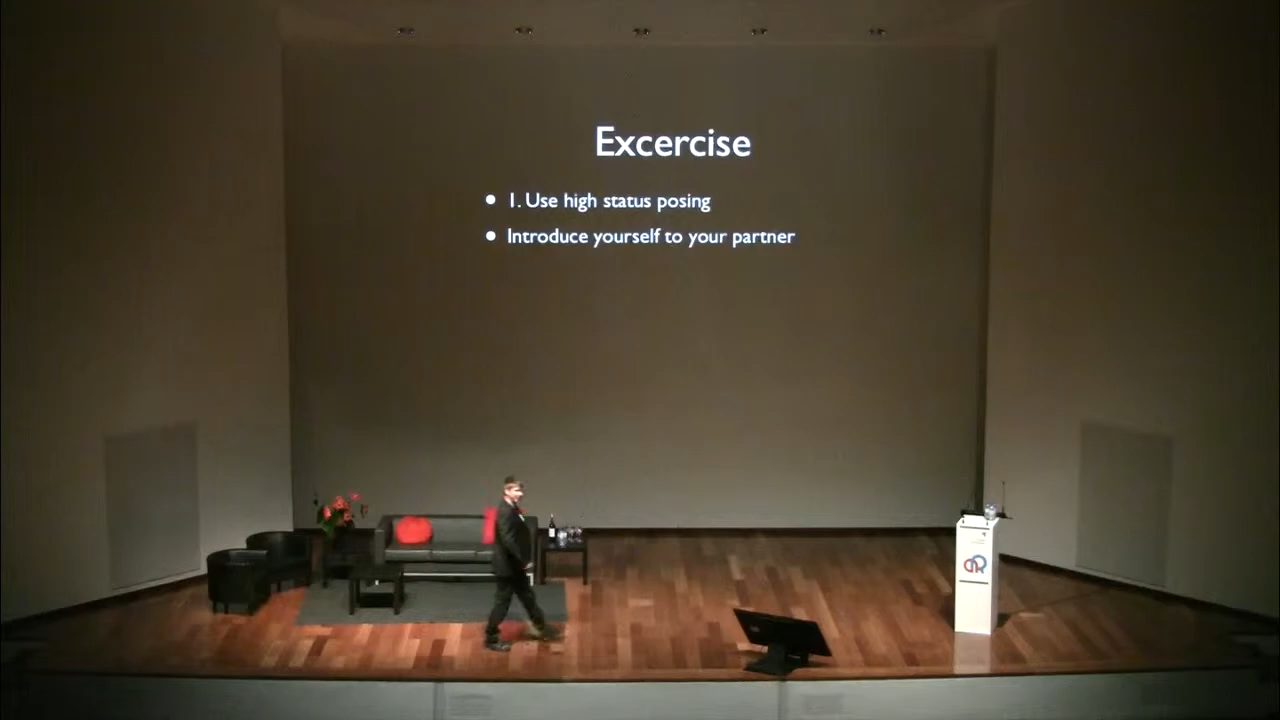 Excercise
• 1. Use high status posing
• Introduce yourself to your partner